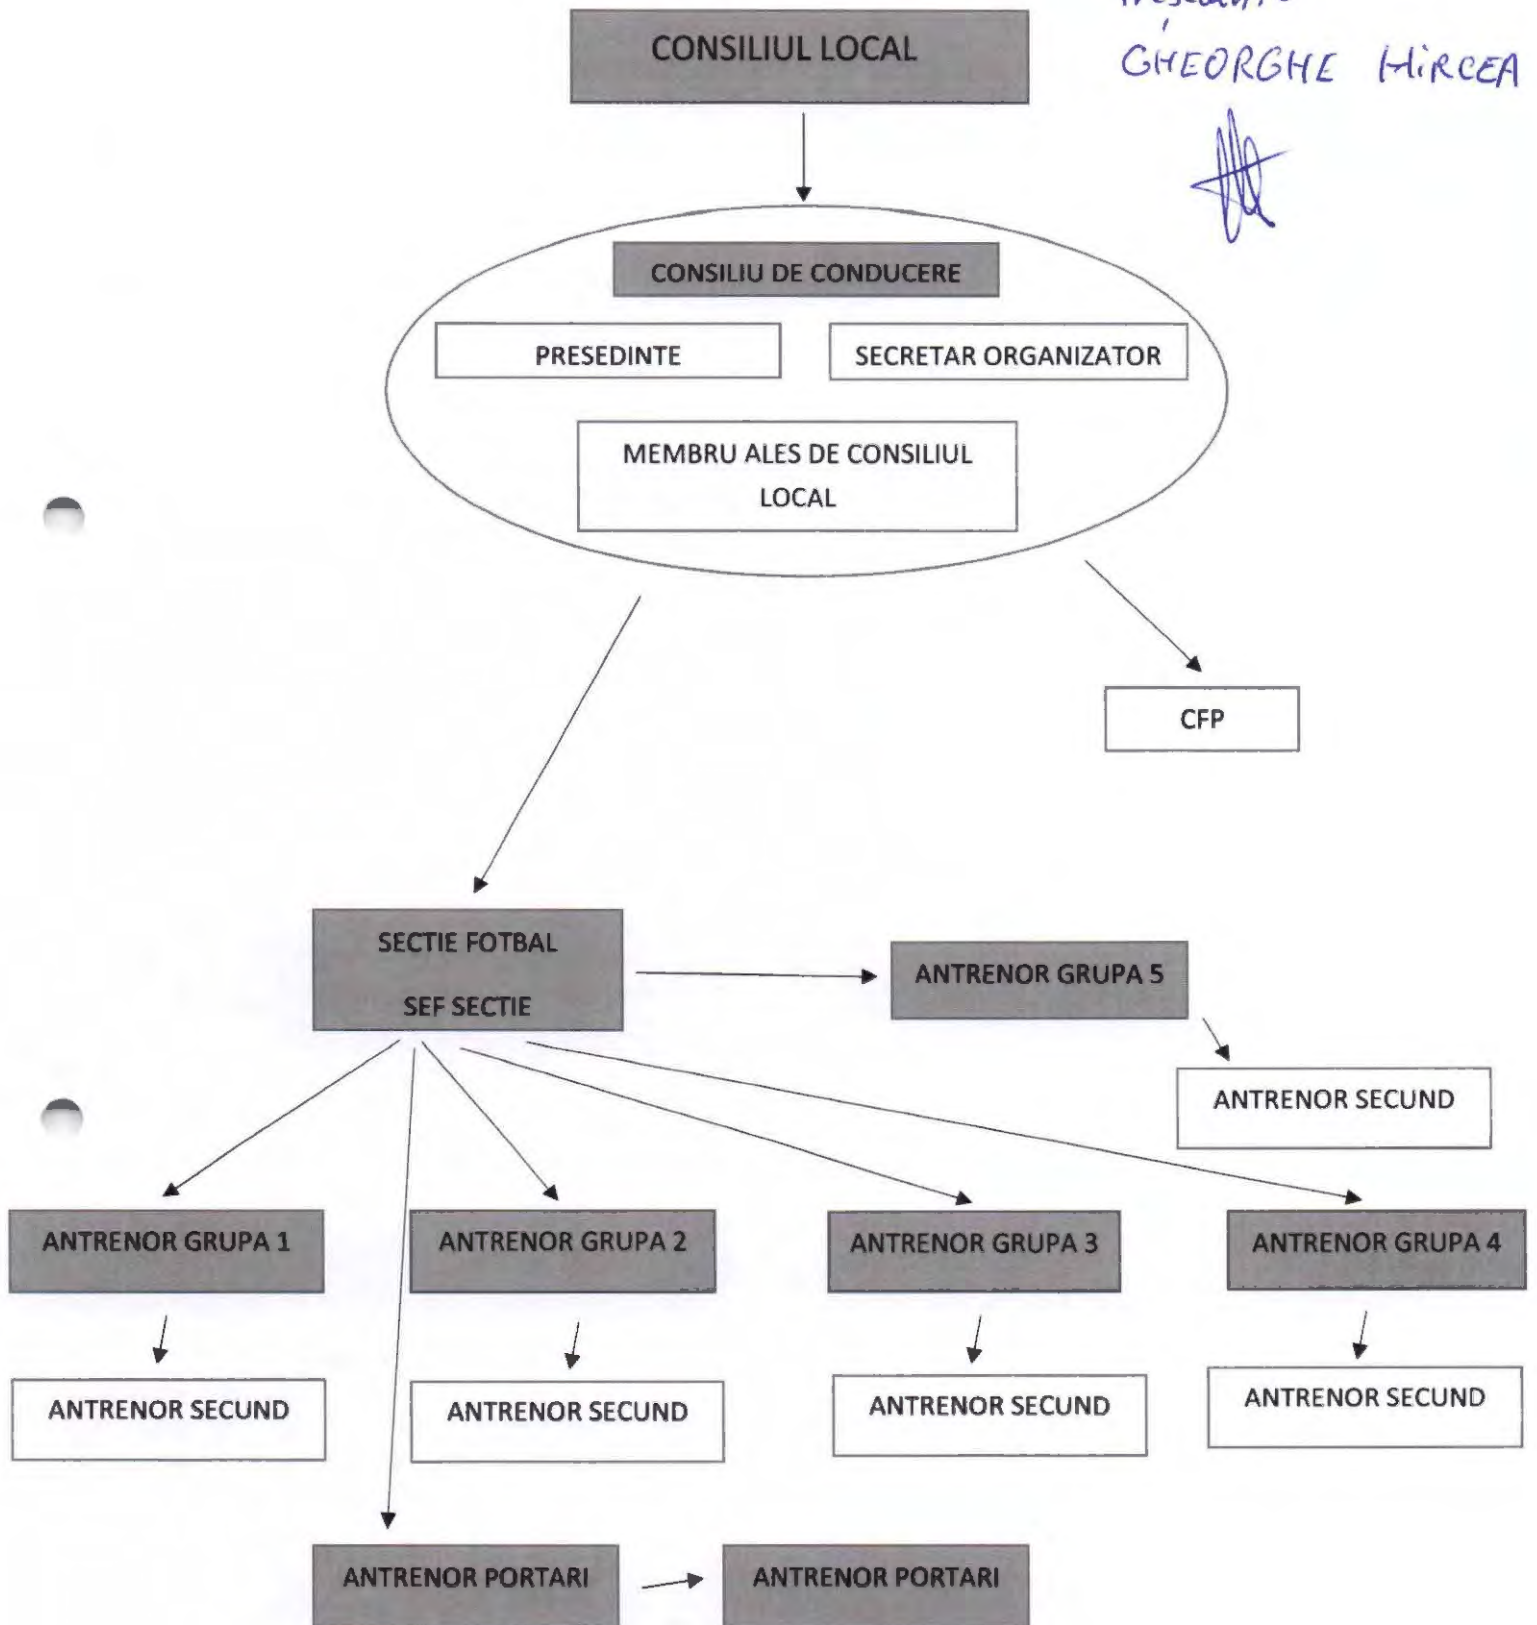 CONSILIUL LOCAL
GHEORGHE MIRCEA
CONSILIU DE CONDUCERE
PRESEDINTE
SECRETAR ORGANIZATOR
MEMBRU ALES DE CONSILIUL
LOCAL
CFP
SECTIE FOTBAL
SEF SECTIE
ANTRENOR GRUPA 5
ANTRENOR SECUND
ANTRENOR GRUPA 1
ANTRENOR GRUPA 2
ANTRENOR GRUPA 3
ANTRENOR GRUPA 4
ANTRENOR SECUND
ANTRENOR SECUND
ANTRENOR SECUND
ANTRENOR SECUND
ANTRENOR PORTARI
ANTRENOR PORTARI